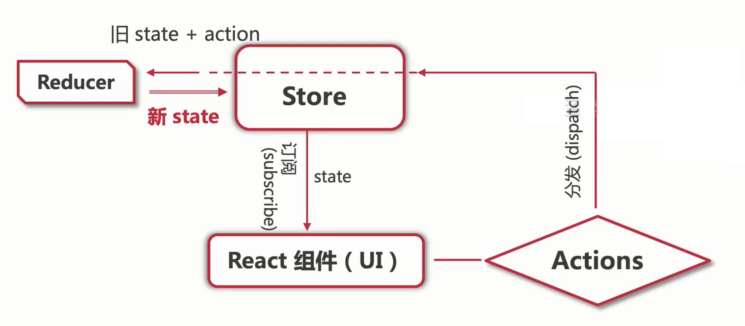 旧 state + action
Reducer
Store
新 state
订阅
(subscribe)
state
分发 (dispatch)
React 组件 ( UI )
Actions